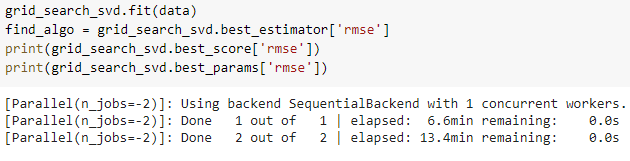 grid_search_svd.fit(data)
find_algo = grid_search_svd.best_estimator['rmse']
print(grid_search_svd.best_score['rmse'])
print(grid_search_svd.best_params['rmse'])
[Parallel(n_jobs=-2)]: Using backend SequentialBackend with 1 concurrent workers.
[Parallel(n_jobs=-2)]: Done   1 out of   1 | elapsed:  6.6min remaining:    0.0s
[Parallel(n_jobs=-2)]: Done   2 out of   2 | elapsed: 13.4min remaining:    0.0s